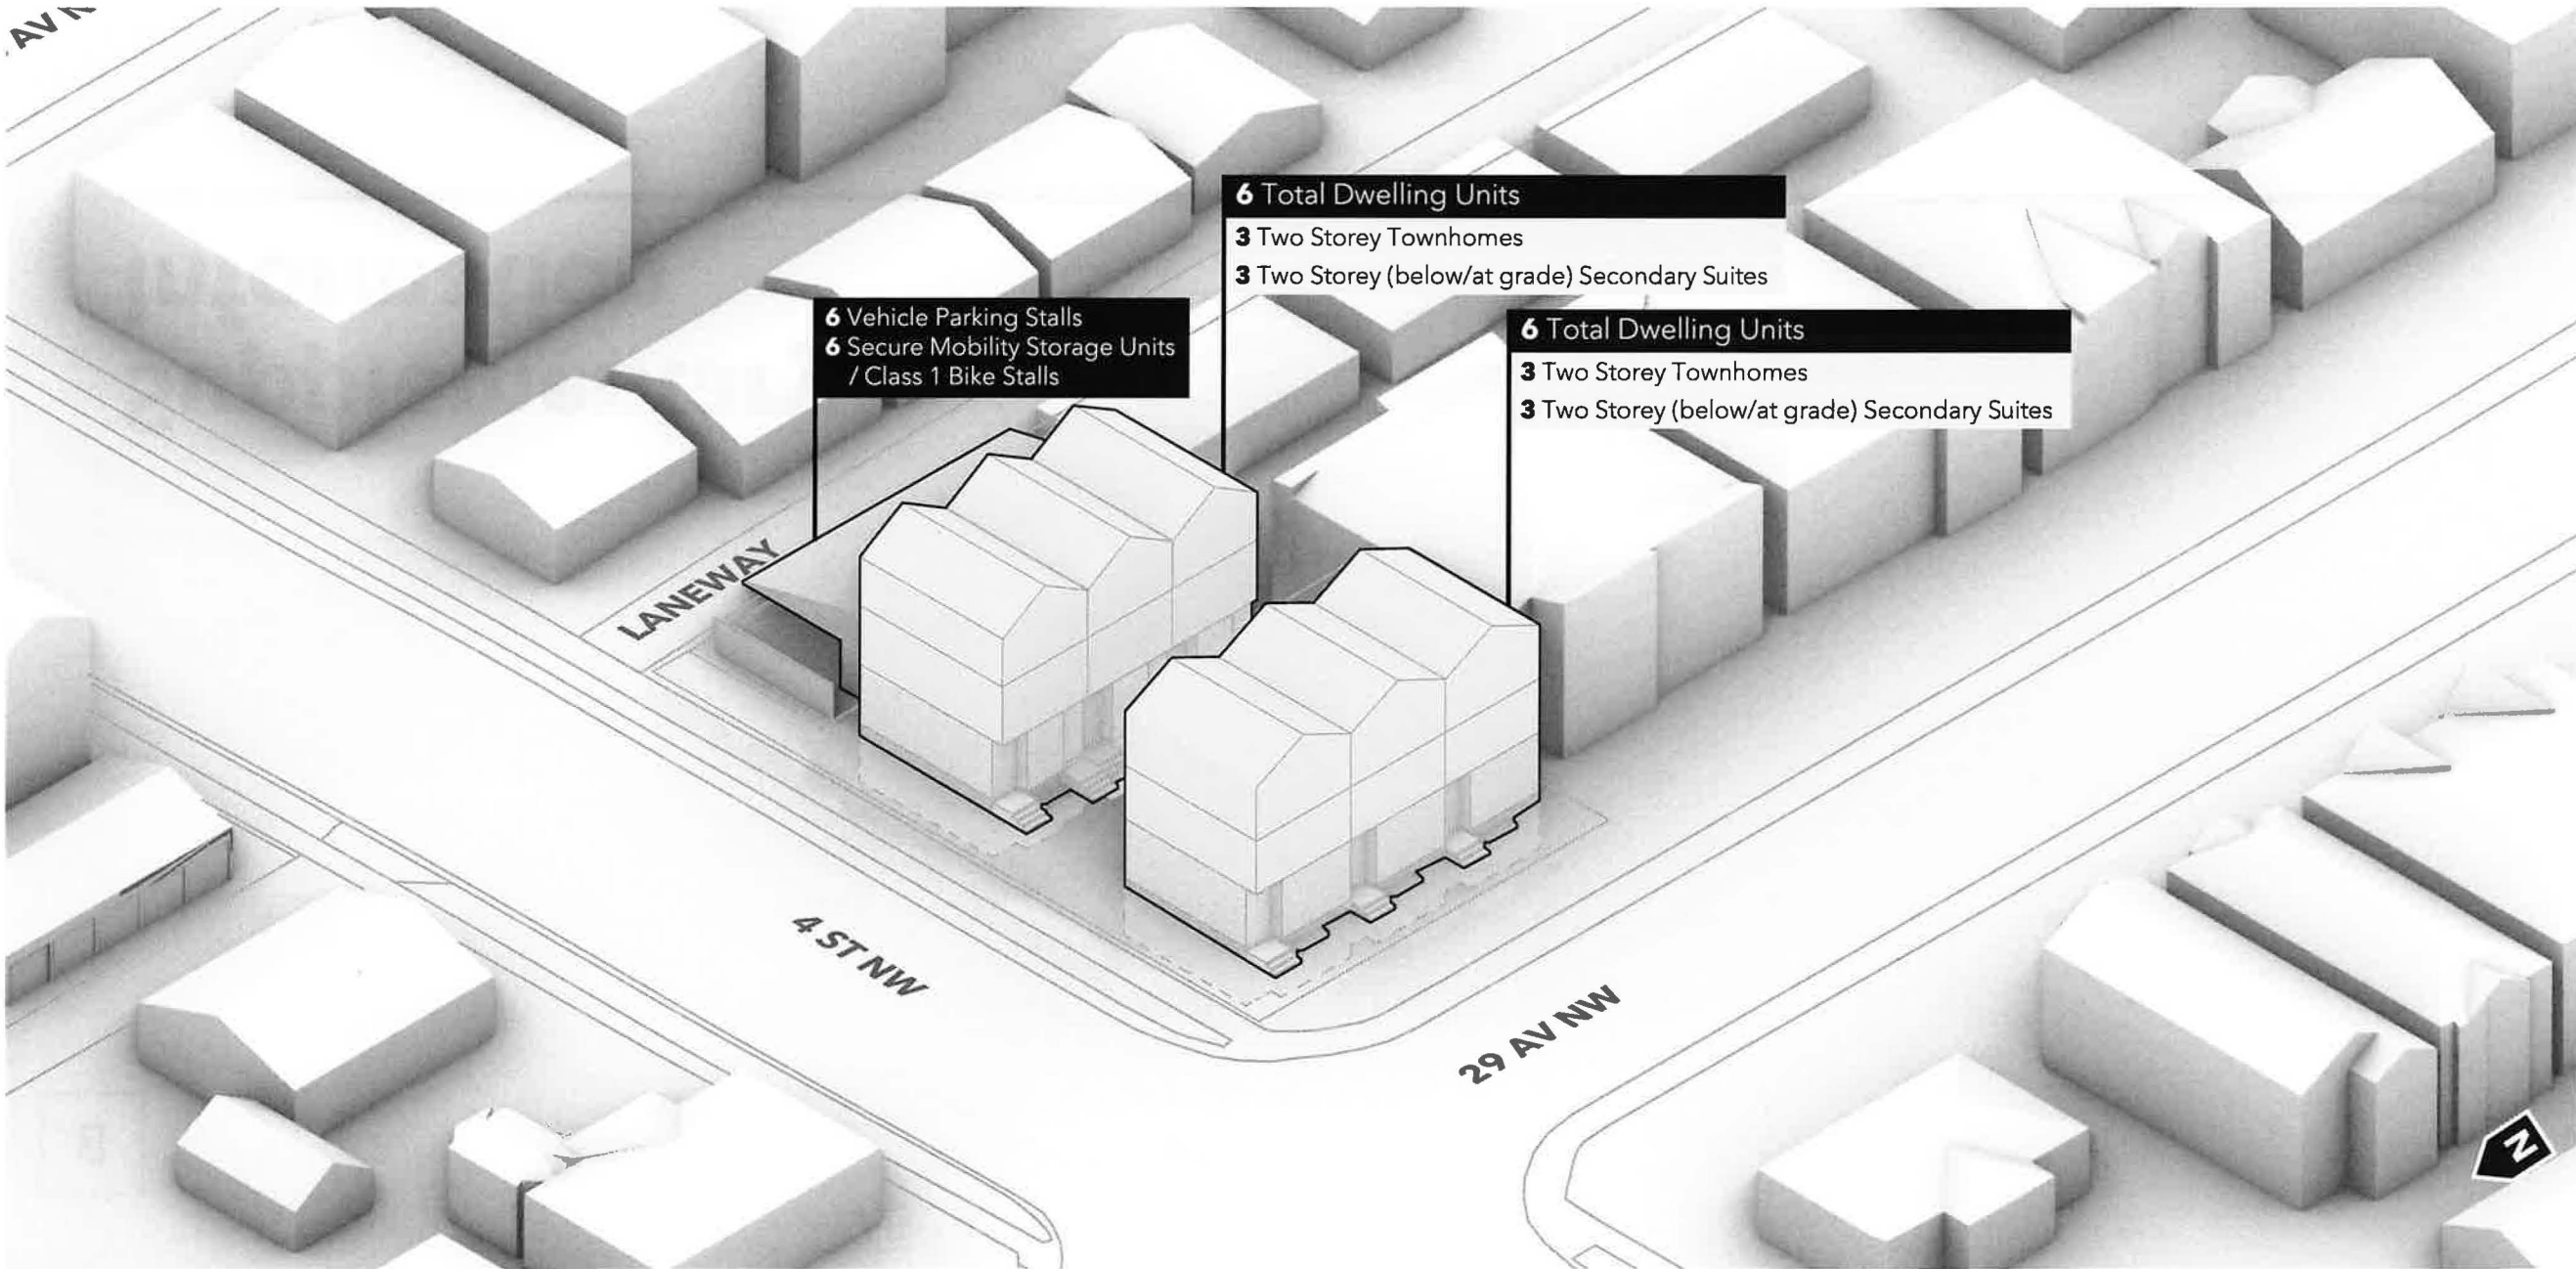 AV N
6 Total Dwelling Units
3 Two Storey Townhomes
3 Two Storey (below/at grade) Secondary Suites
6 Vehicle Parking Stalls
6 Secure Mobility Storage Units
/ Class 1 Bike Stalls
6 Total Dwelling Units
3 Two Storey Townhomes
3 Two Storey (below/at grade) Secondary Suites
LANEWAY
4 ST NW
29 AV NW
N